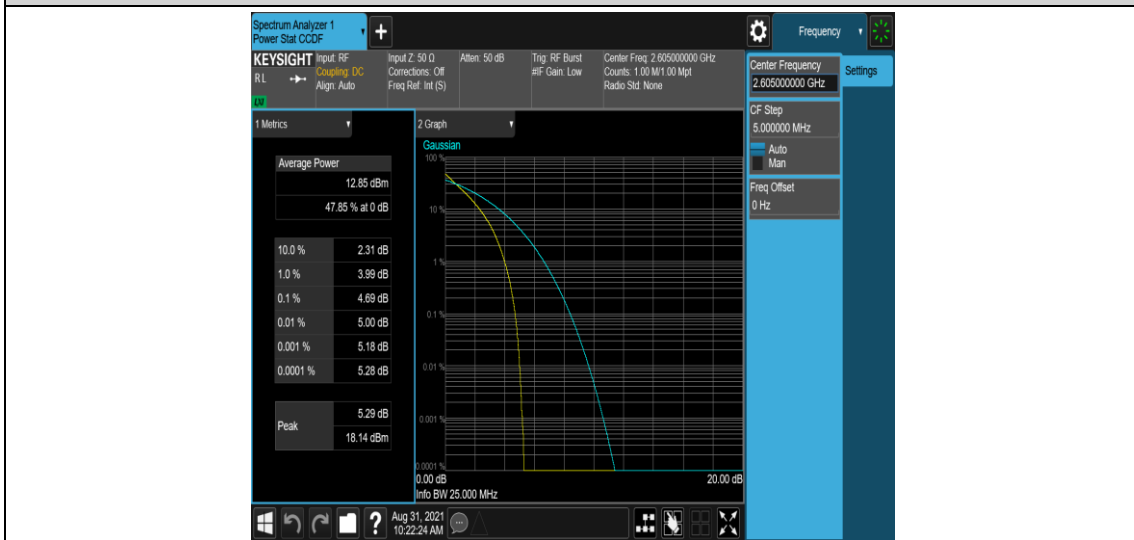 Spectrum Analyzer 1
Power Stat CCDF
+
Frequency
KEYSIGHT
RL
LXI
Input: RF
Coupling: DC
Align: Auto
Input Z: 50 Ω
Corrections: Off
Freq Ref: Int (S)
Atten: 50 dB
Trig: RF Burst
#IF Gain: Low
Center Freq: 2.605000000 GHz
Counts: 1.00 M/1.00 Mpt
Radio Std: None
Center Frequency
2.605000000 GHz
Settings
CF Step
5.000000 MHz
Auto
Man
Freq Offset
0 Hz
1 Metrics
Average Power
12.85 dBm
47.85 % at 0 dB
10.0 % 2.31 dB
1.0 % 3.99 dB
0.1 % 4.69 dB
0.01 % 5.00 dB
0.001 % 5.18 dB
0.0001 % 5.28 dB
Peak 5.29 dB
18.14 dBm
2 Graph
Gaussian
100 %
10 %
1 %
0.1 %
0.01 %
0.001 %
0.0001 %
0.00 dB 20.00 dB
Info BW 25.000 MHz
?
Aug 31, 2021
10:22:24 AM